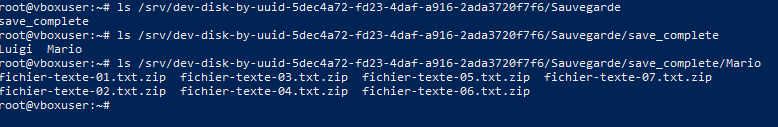 root@vboxuser:~# ls /srv/dev-disk-by-uuid-5dec4a72-fd23-4daf-a916-2ada3720f7f6/Sauvegarde
save_complete
root@vboxuser:~# ls /srv/dev-disk-by-uuid-5dec4a72-fd23-4daf-a916-2ada3720f7f6/Sauvegarde/save_complete
Luigi  Mario
root@vboxuser:~# ls /srv/dev-disk-by-uuid-5dec4a72-fd23-4daf-a916-2ada3720f7f6/Sauvegarde/save_complete/Mario
fichier-texte-01.txt.zip  fichier-texte-03.txt.zip  fichier-texte-05.txt.zip  fichier-texte-07.txt.zip
fichier-texte-02.txt.zip  fichier-texte-04.txt.zip  fichier-texte-06.txt.zip
root@vboxuser:~#